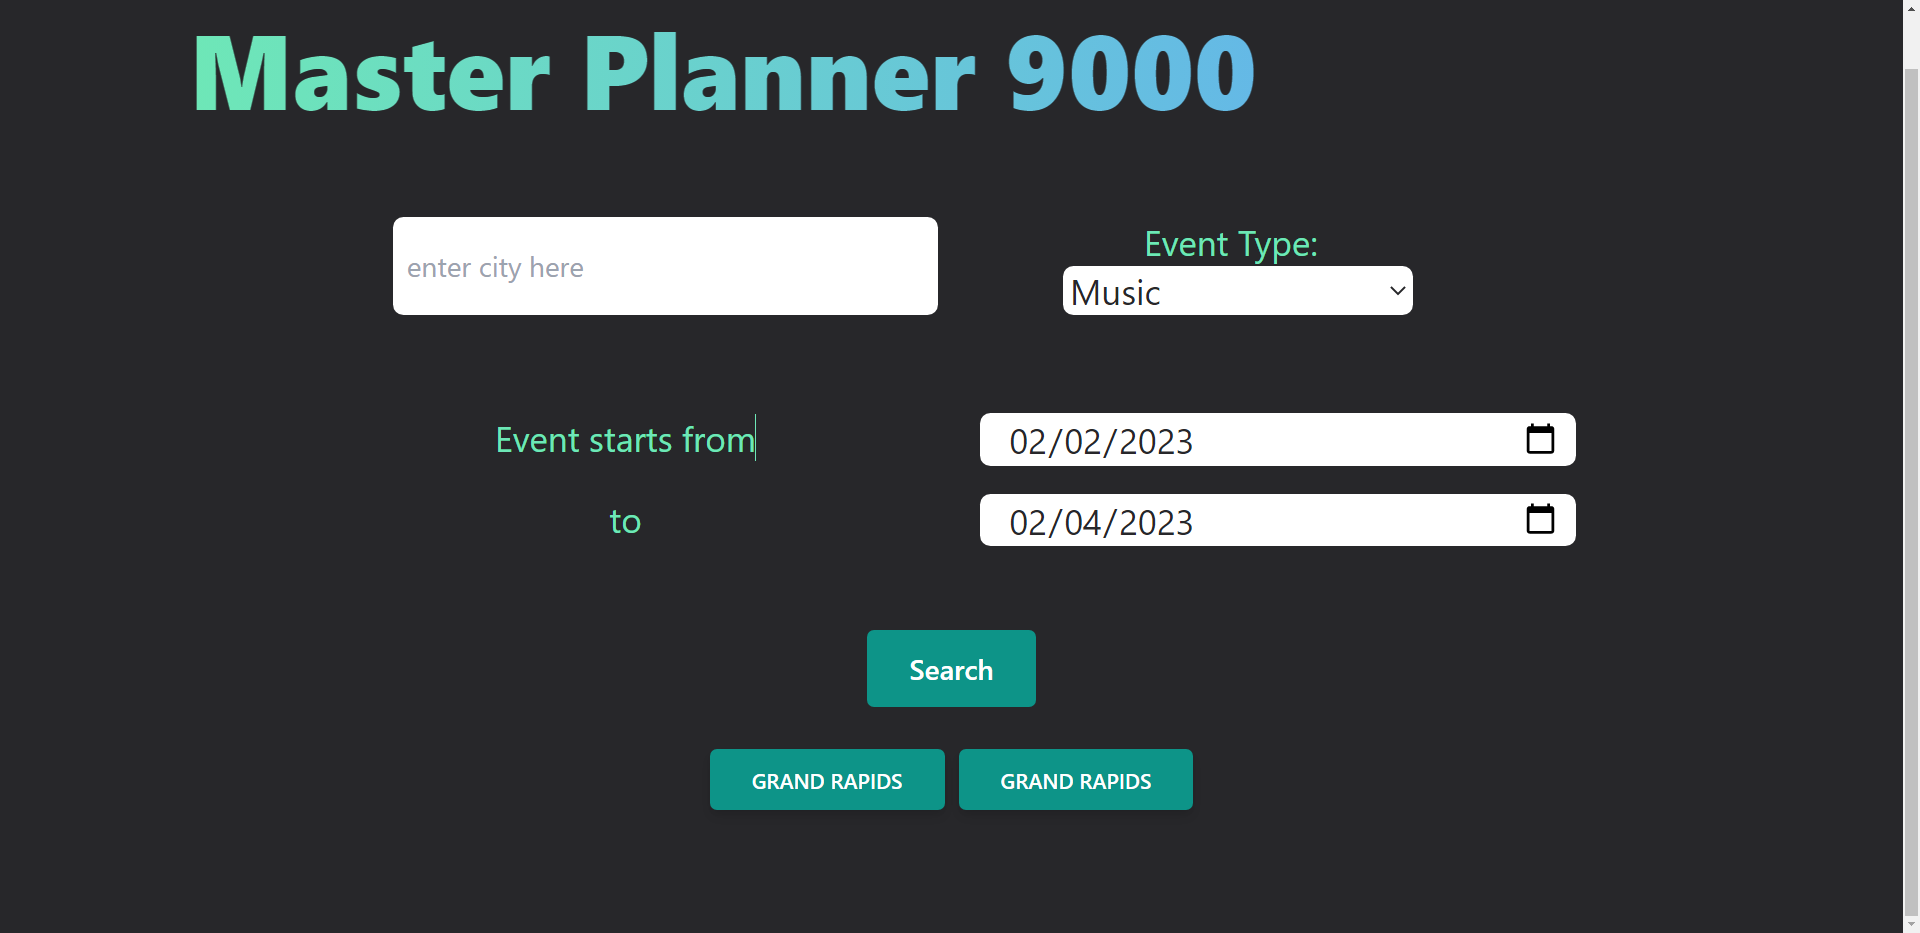 Master Planner 9000
enter city here
Event Type:
Music
Event starts from
02/02/2023
to
02/04/2023
Search
GRAND RAPIDS
GRAND RAPIDS